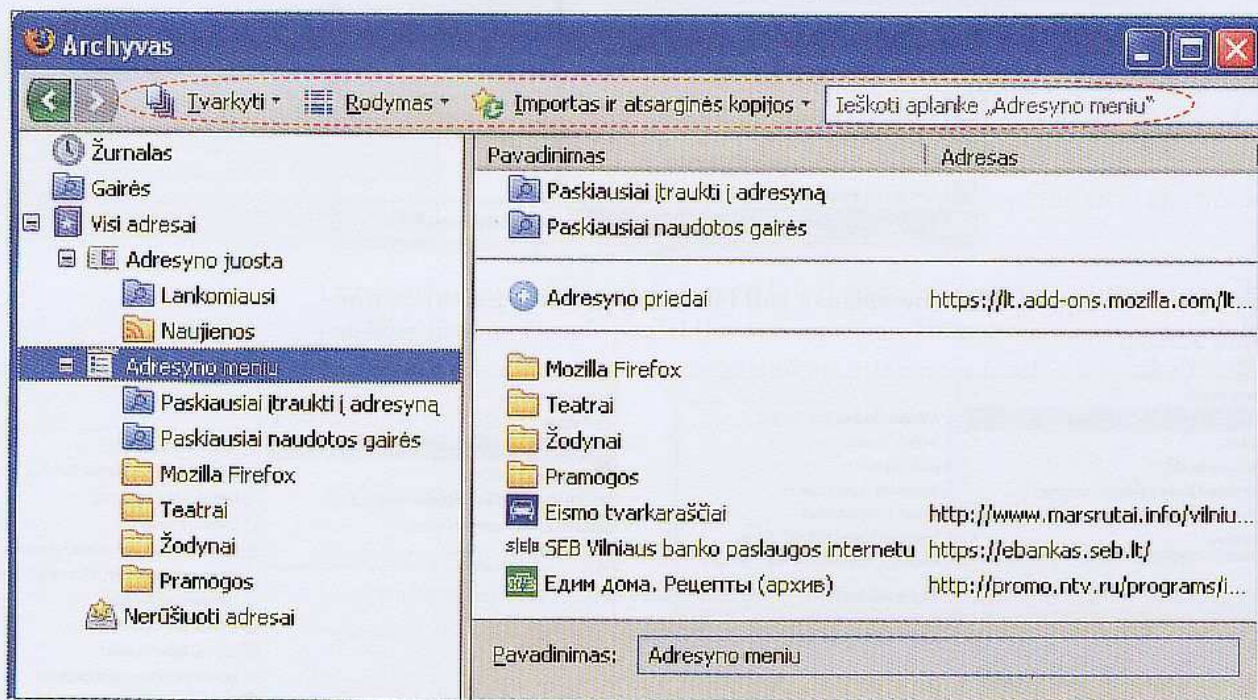 Archyvas
Tvarkyti Rodymas Importas ir atsarginės kopijos Ieškoti aplanke „Adresyno meniu“
Žurnalas
Gairės
Visi adresai
Adresyno juosta
Lankomiausi
Naujienos
Adresyno meniu
Paskiausiai įtraukti į adresyną
Paskiausiai naudotos gairės
Mozilla Firefox
Teatrai
Žodynai
Pramogos
Nerūšiuoti adresai
Pavadinimas Adresas
Paskiausiai įtraukti į adresyną
Paskiausiai naudotos gairės
Adresyno priedai https://lt.add-ons.mozilla.com/lt...
Mozilla Firefox
Teatrai
Žodynai
Pramogos
Eismo tvarkaraščiai http://www.marsrutai.info/vilniu...
S|E|B SEB Vilniaus banko paslaugos internetu https://ebankas.seb.lt/
Едим дома. Рецепты (архив) http://promo.ntv.ru/programs/i...
Pavadinimas: Adresyno meniu